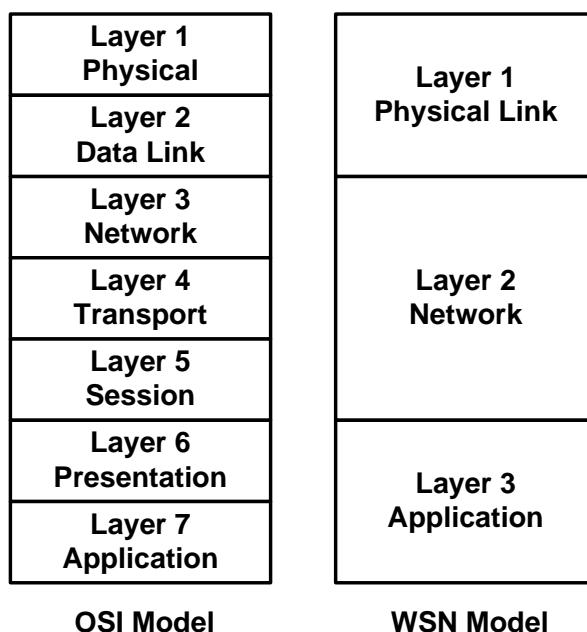 Layer 1
Physical
Layer 2
Data Link
Layer 3
Network
Layer 4
Transport
Layer 5
Session
Layer 6
Presentation
Layer 7
Application
OSI Model
Layer 1
Physical Link
Layer 2
Network
Layer 3
Application
WSN Model